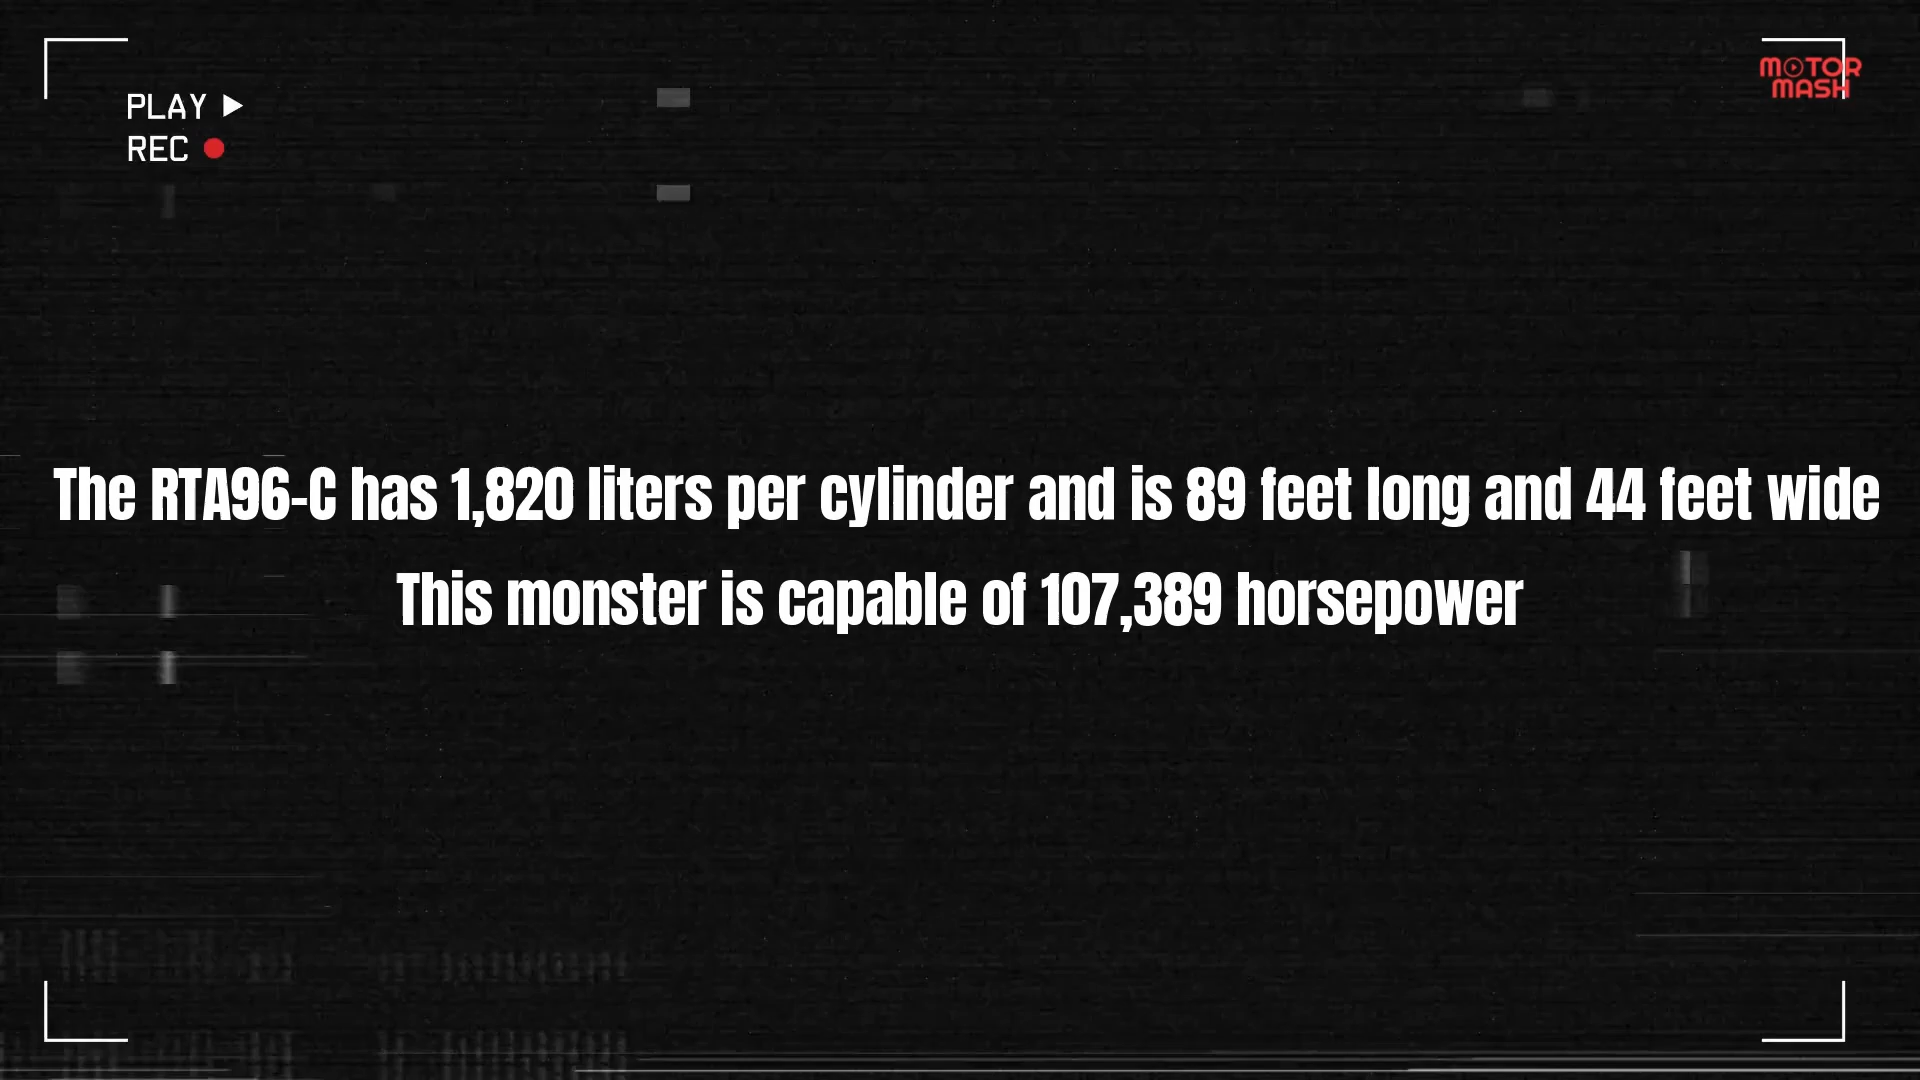 PLAY
REC
MOTOR
MASH
The RTA96-C has 1,820 liters per cylinder and is 89 feet long and 44 feet wide
This monster is capable of 107,389 horsepower